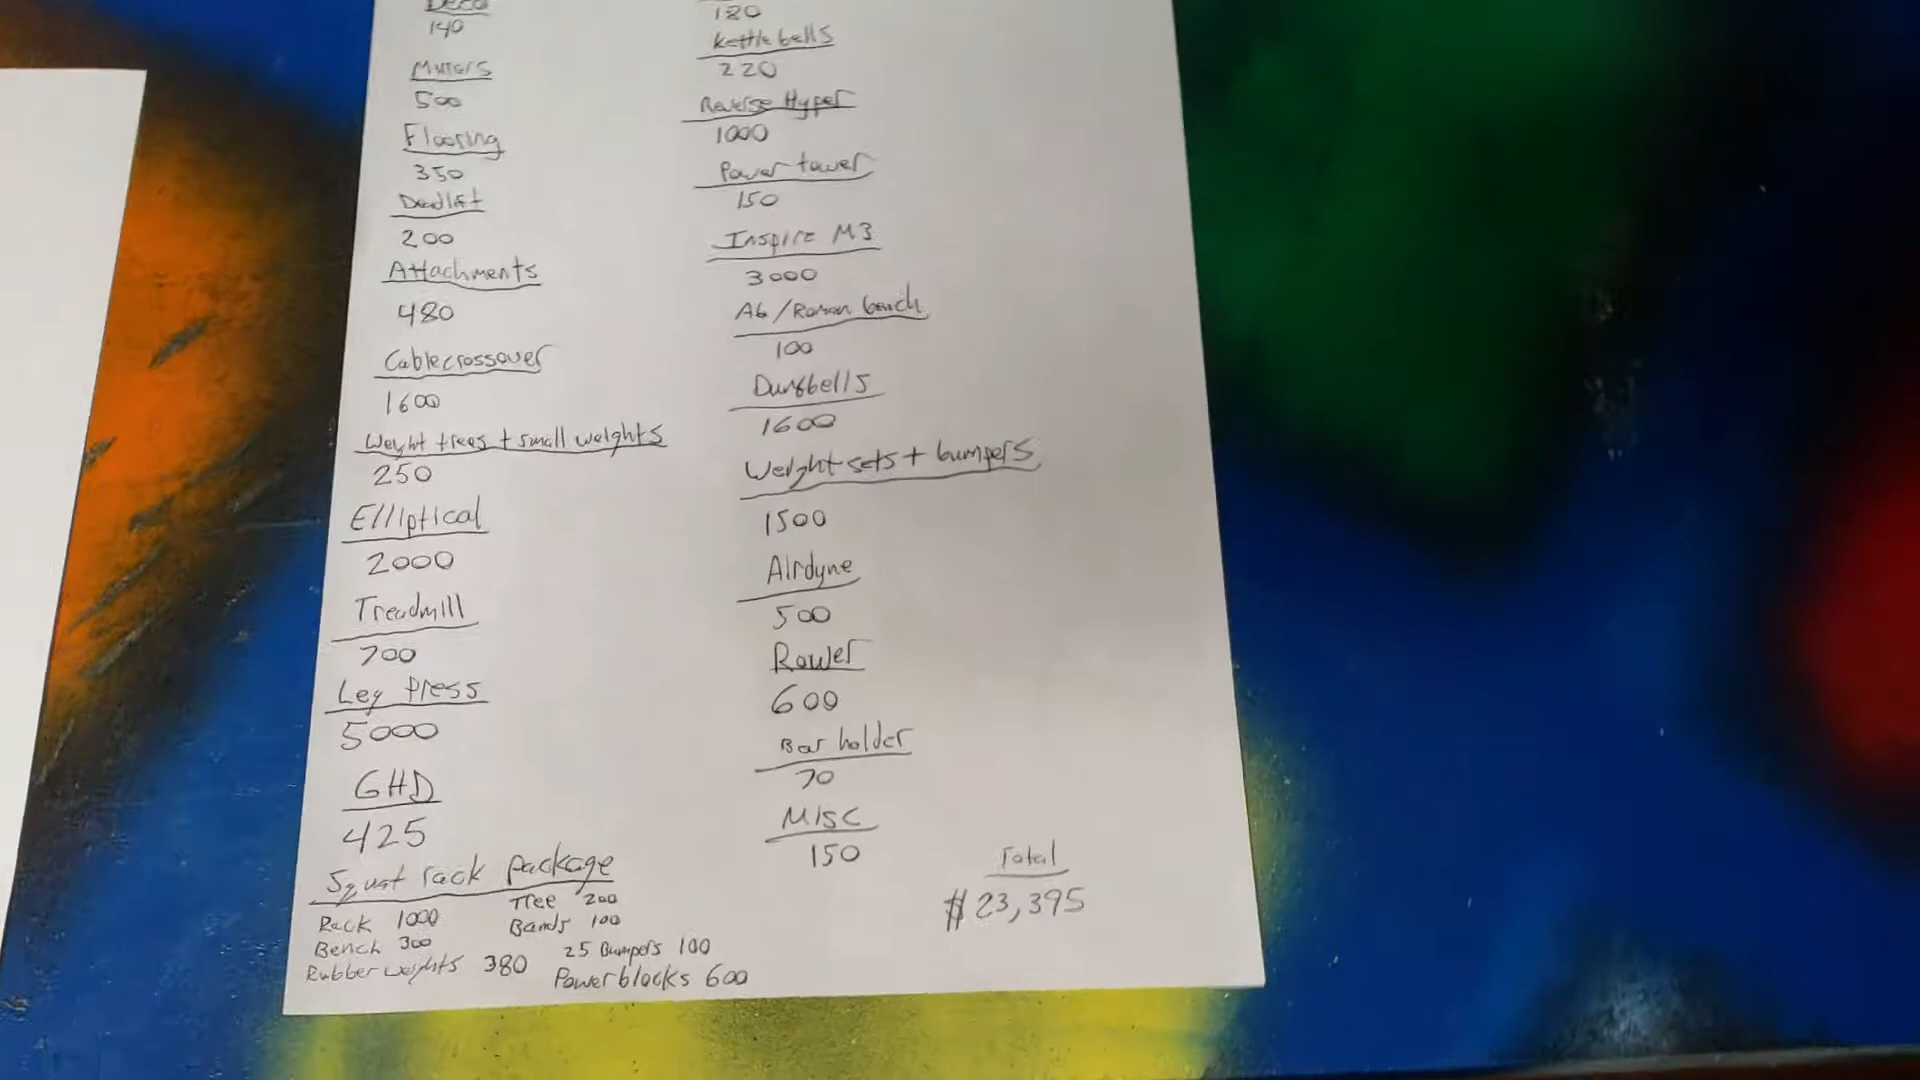 Deco
140
Mirrors
500
Flooring
350
Deadlift
200
Attachments
480
Cablecrossover
1600
Weight trees + small weights
250
Elliptical
2000
Treadmill
700
Leg Press
5000
GHD
425
Squat rack package
Rack 1000
Bench 300
Rubber weights 380
Tree 200
Bands 100
25 Bumpers 100
Powerblocks 600
180
Kettlebells
220
Reverse Hyper
1000
Power tower
150
Inspire M3
3000
Ab/Roman bench
100
Dumbbells
1600
Weight sets + bumpers
1500
Airdyne
500
Rower
600
Bar holder
70
Misc
150
Total
$23,395